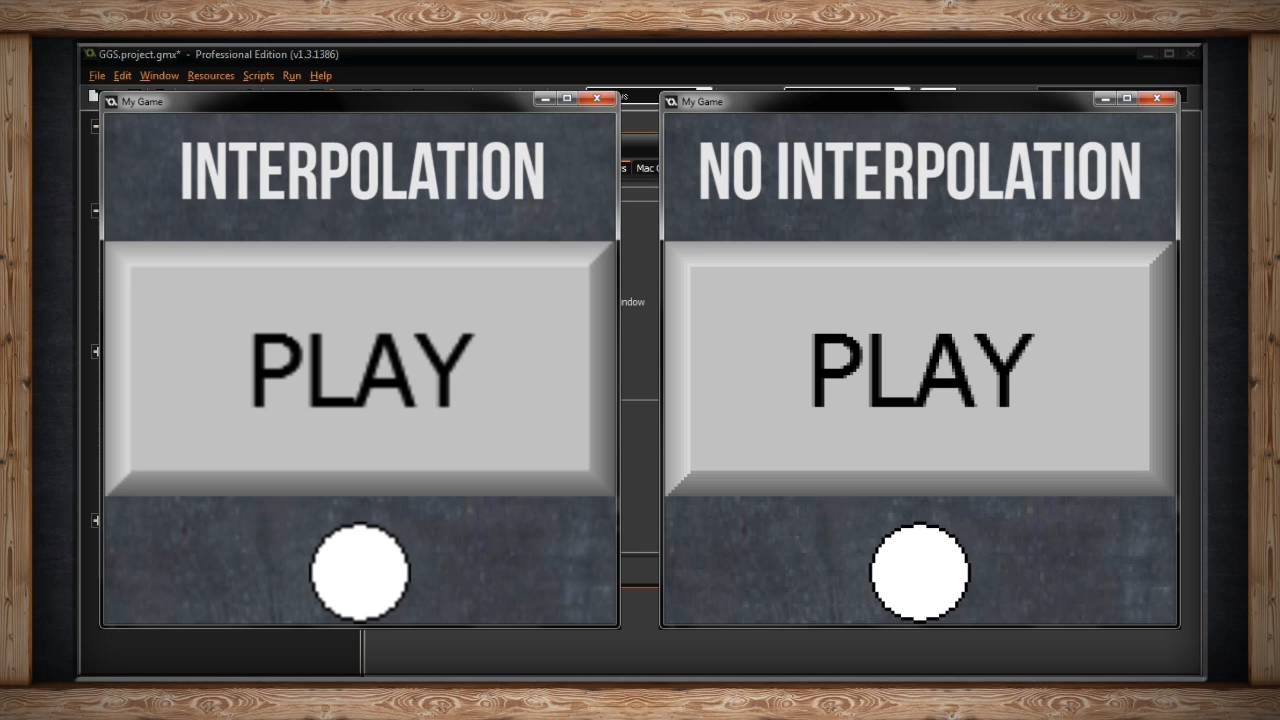 GGS.project.gmx* - Professional Edition (v1.3.1386)
File Edit Window Resources Scripts Run Help
My Game
INTERPOLATION
PLAY
My Game
NO INTERPOLATION
PLAY
Mac